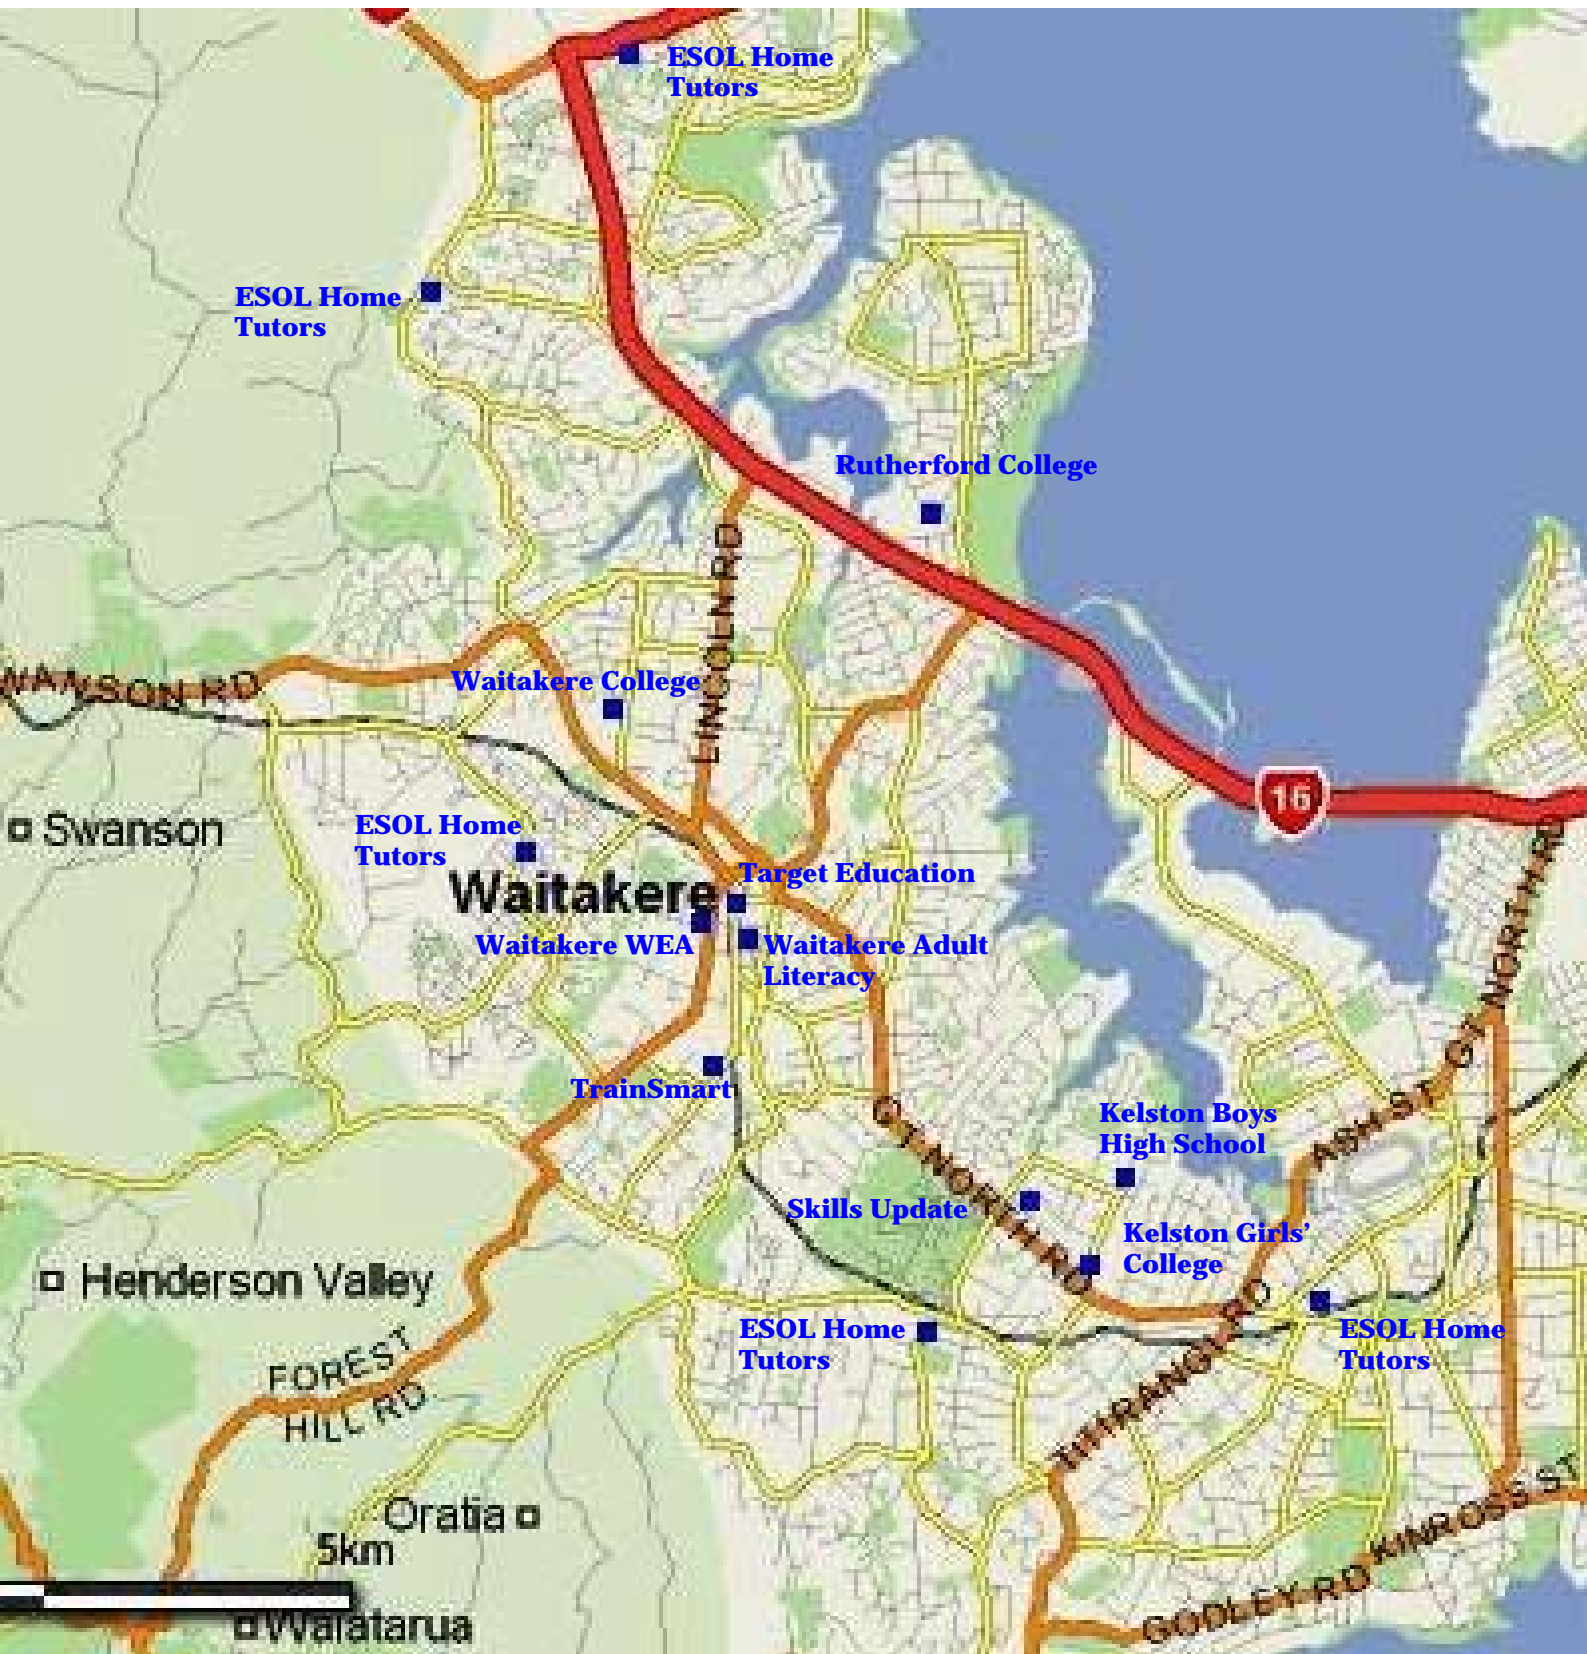 ESOL Home
Tutors
ESOL Home
Tutors
Rutherford College
LINCOLN RD
WANSON RD
Waitakere College
16
Swanson
ESOL Home
Tutors
Target Education
Waitakere
Waitakere WEA
Waitakere Adult
Literacy
GT NORTH RD
TrainSmart
Kelston Boys
High School
ASH ST
GT NORTH RD
Skills Update
Kelston Girls’
College
Henderson Valley
ESOL Home
Tutors
ESOL Home
Tutors
FOREST
HILL RD
TITIRANGI RD
Oratia
5km
KINROSS ST
GODLEY RD
Waiatarua